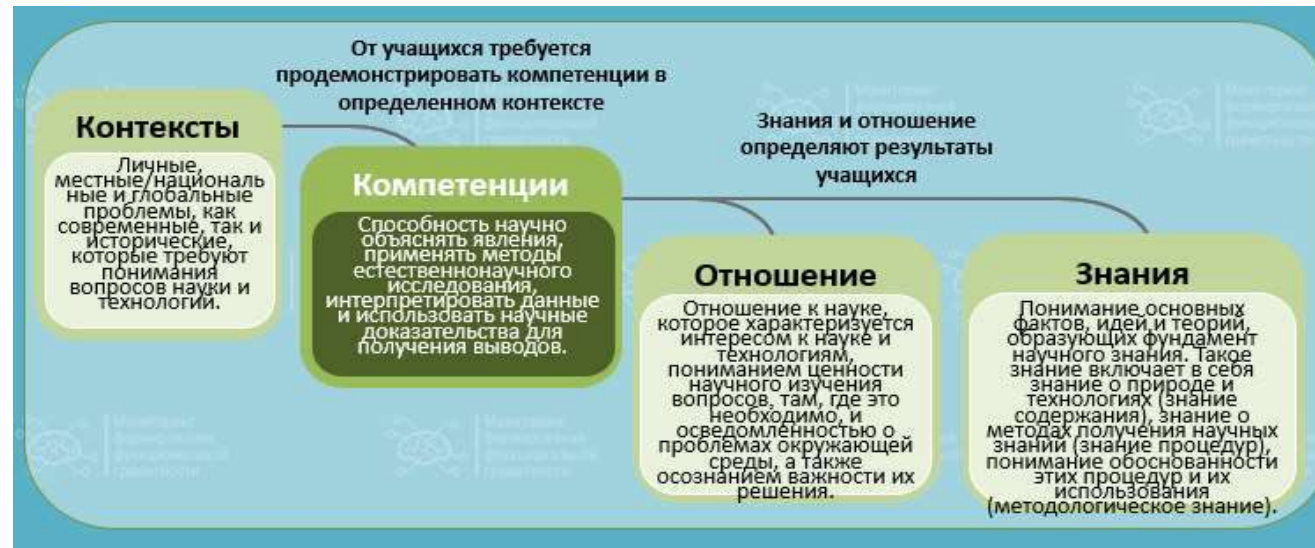 От учащихся требуется
продемонстрировать компетенции в
определенном контексте
Контексты
Личные,
местные/националь
ные и глобальные
проблемы, как
современные, так и
исторические,
которые требуют
понимания
вопросов науки и
технологий.
Компетенции
Способность научно
объяснять явления,
применять методы
естественнонаучного
исследования,
интерпретировать данные
и использовать научные
доказательства для
получения выводов.
Знания и отношение
определяют результаты
учащихся
Отношение
Отношение к науке,
которое характеризуется
интересом к науке и
технологиям,
пониманием ценности
научного изучения
вопросов, там, где это
необходимо, и
осведомленностью о
проблемах окружающей
среды, а также
осознанием важности их
решения.
Знания
Понимание основных
фактов, идей и теорий,
образующих фундамент
научного знания. Такое
знание включает в себя
знание о природе и
технологиях (знание
содержания), знание о
методах получения научных
знаний (знание процедур),
понимание обоснованности
этих процедур и их
использования
(методологическое знание).